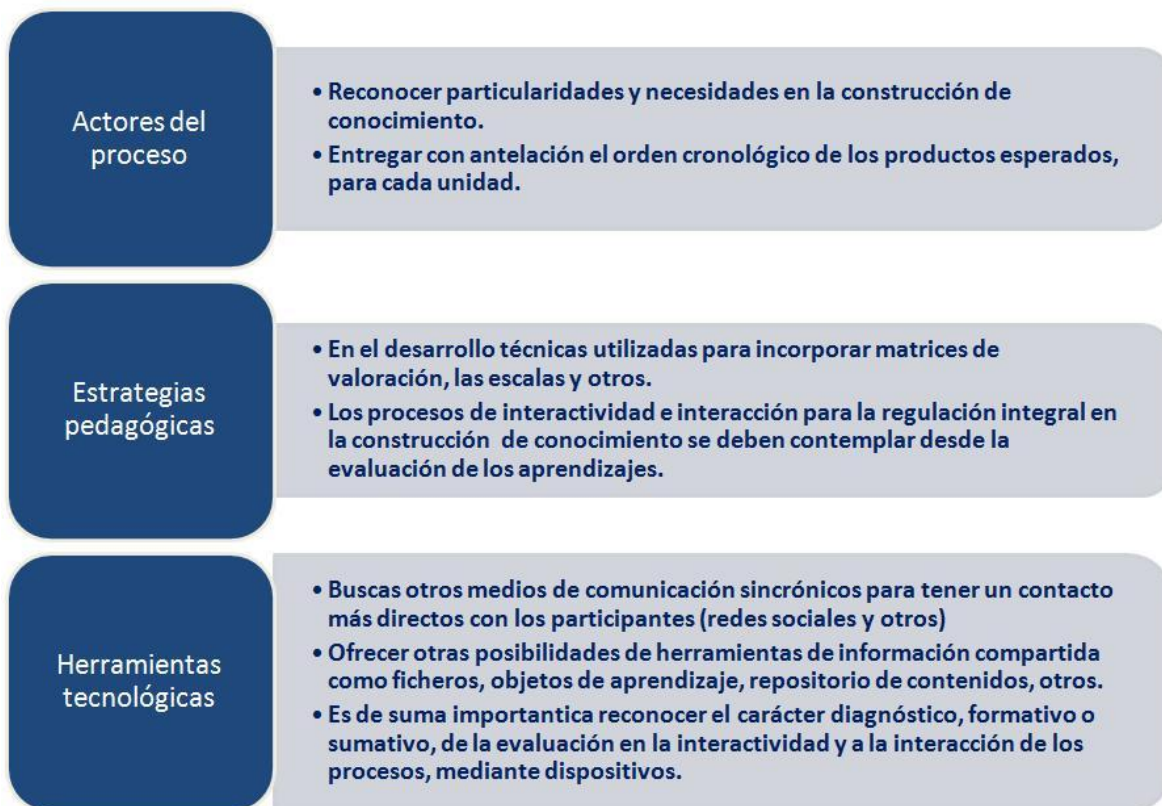 Actores del
proceso
• Reconocer particularidades y necesidades en la construcción de
conocimiento.
• Entregar con antelación el orden cronológico de los productos esperados,
para cada unidad.
Estrategias
pedagógicas
• En el desarrollo técnicas utilizadas para incorporar matrices de
valoración, las escalas y otros.
• Los procesos de interactividad e interacción para la regulación integral en
la construcción de conocimiento se deben contemplar desde la
evaluación de los aprendizajes.
Herramientas
tecnológicas
• Buscas otros medios de comunicación sincrónicos para tener un contacto
más directos con los participantes (redes sociales y otros)
• Ofrecer otras posibilidades de herramientas de información compartida
como ficheros, objetos de aprendizaje, repositorio de contenidos, otros.
• Es de suma importantica reconocer el carácter diagnóstico, formativo o
sumativo, de la evaluación en la interactividad y a la interacción de los
procesos, mediante dispositivos.